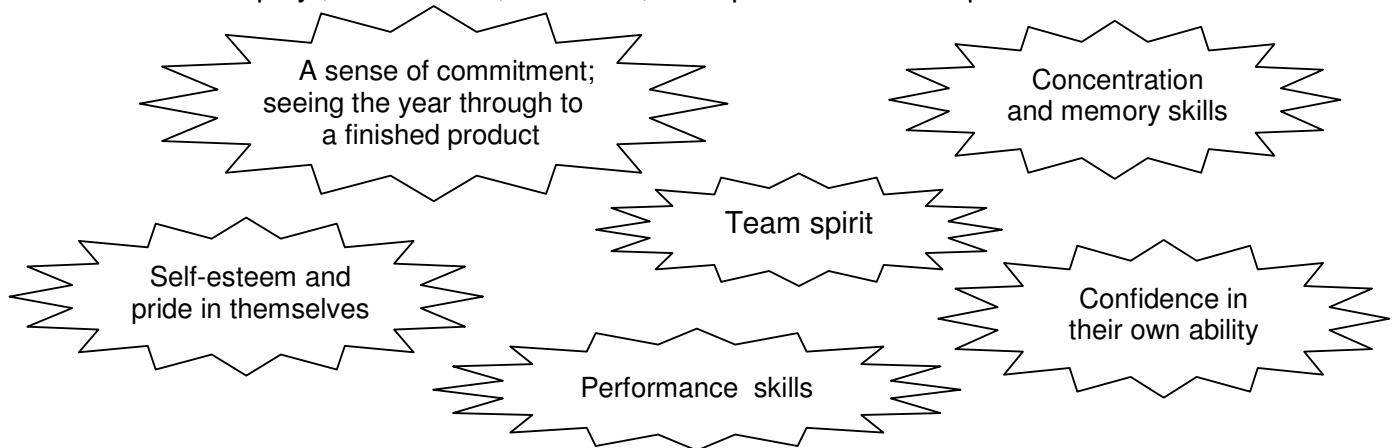 A sense of commitment;
seeing the year through to
a finished product
Concentration
and memory skills
Team spirit
Self-esteem and
pride in themselves
Confidence in
their own ability
Performance skills